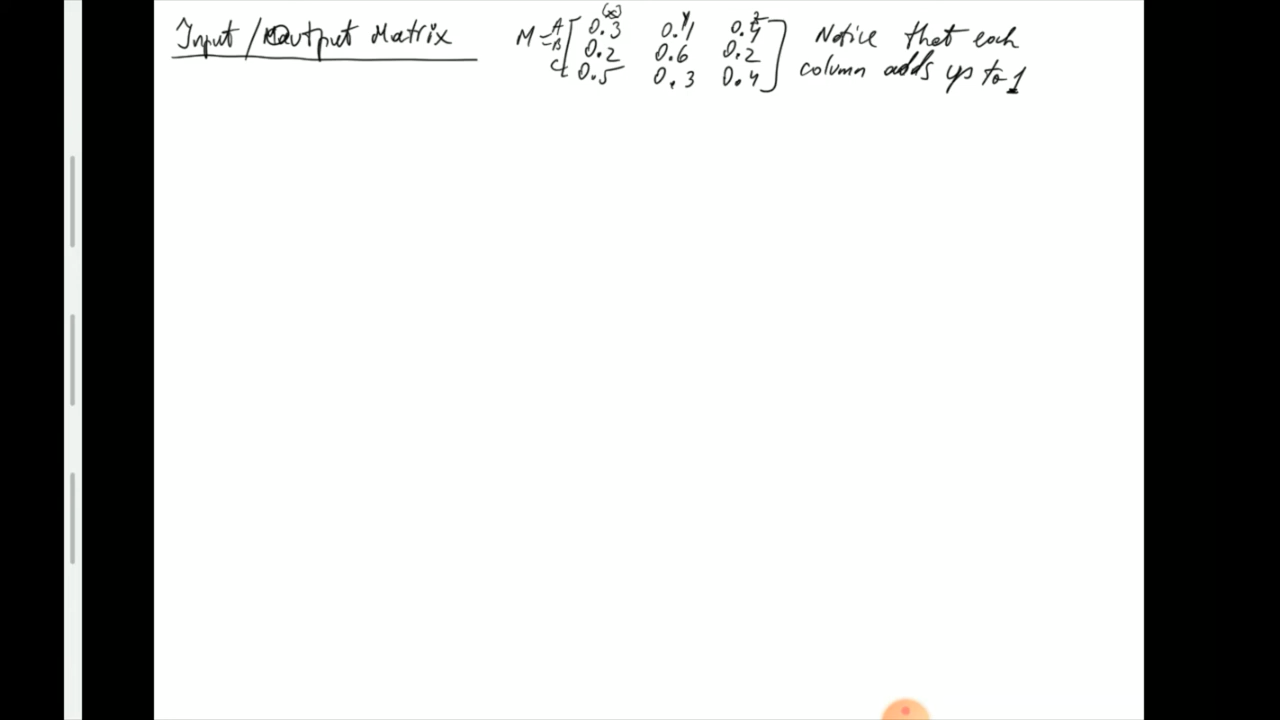 Input / Output Matrix
(x) y z
M = A [ 0.3 0.1 0.4 ] Notice that each
B 0.2 0.6 0.2
C 0.5 0.3 0.4 column adds up to 1